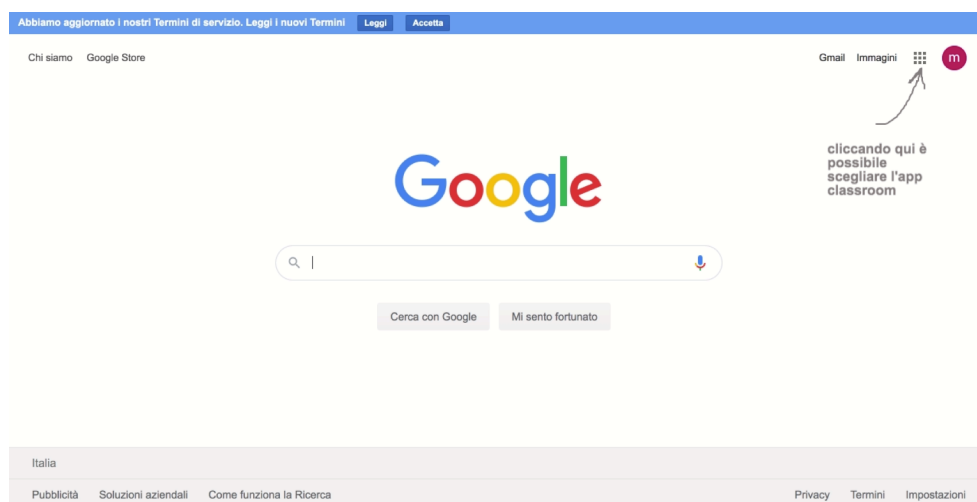 Abbiamo aggiornato i nostri Termini di servizio. Leggi i nuovi Termini Leggi Accetta
Chi siamo Google Store Gmail Immagini m
cliccando qui è
possibile
scegliare l'app
classroom
Google
Cerca con Google Mi sento fortunato
Italia
Pubblicità Soluzioni aziendali Come funziona la Ricerca Privacy Termini Impostazioni